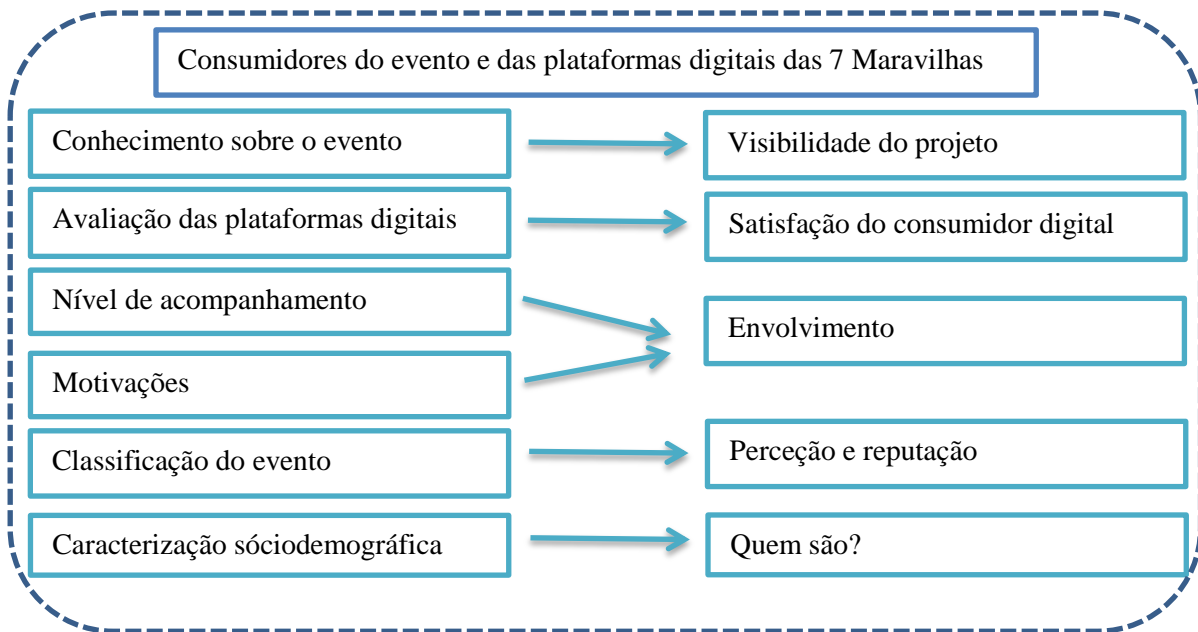 Consumidores do evento e das plataformas digitais das 7 Maravilhas
Conhecimento sobre o evento
Visibilidade do projeto
Avaliação das plataformas digitais
Satisfação do consumidor digital
Nível de acompanhamento
Envolvimento
Motivações
Classificação do evento
Perceção e reputação
Caracterização sóciodemográfica
Quem são?